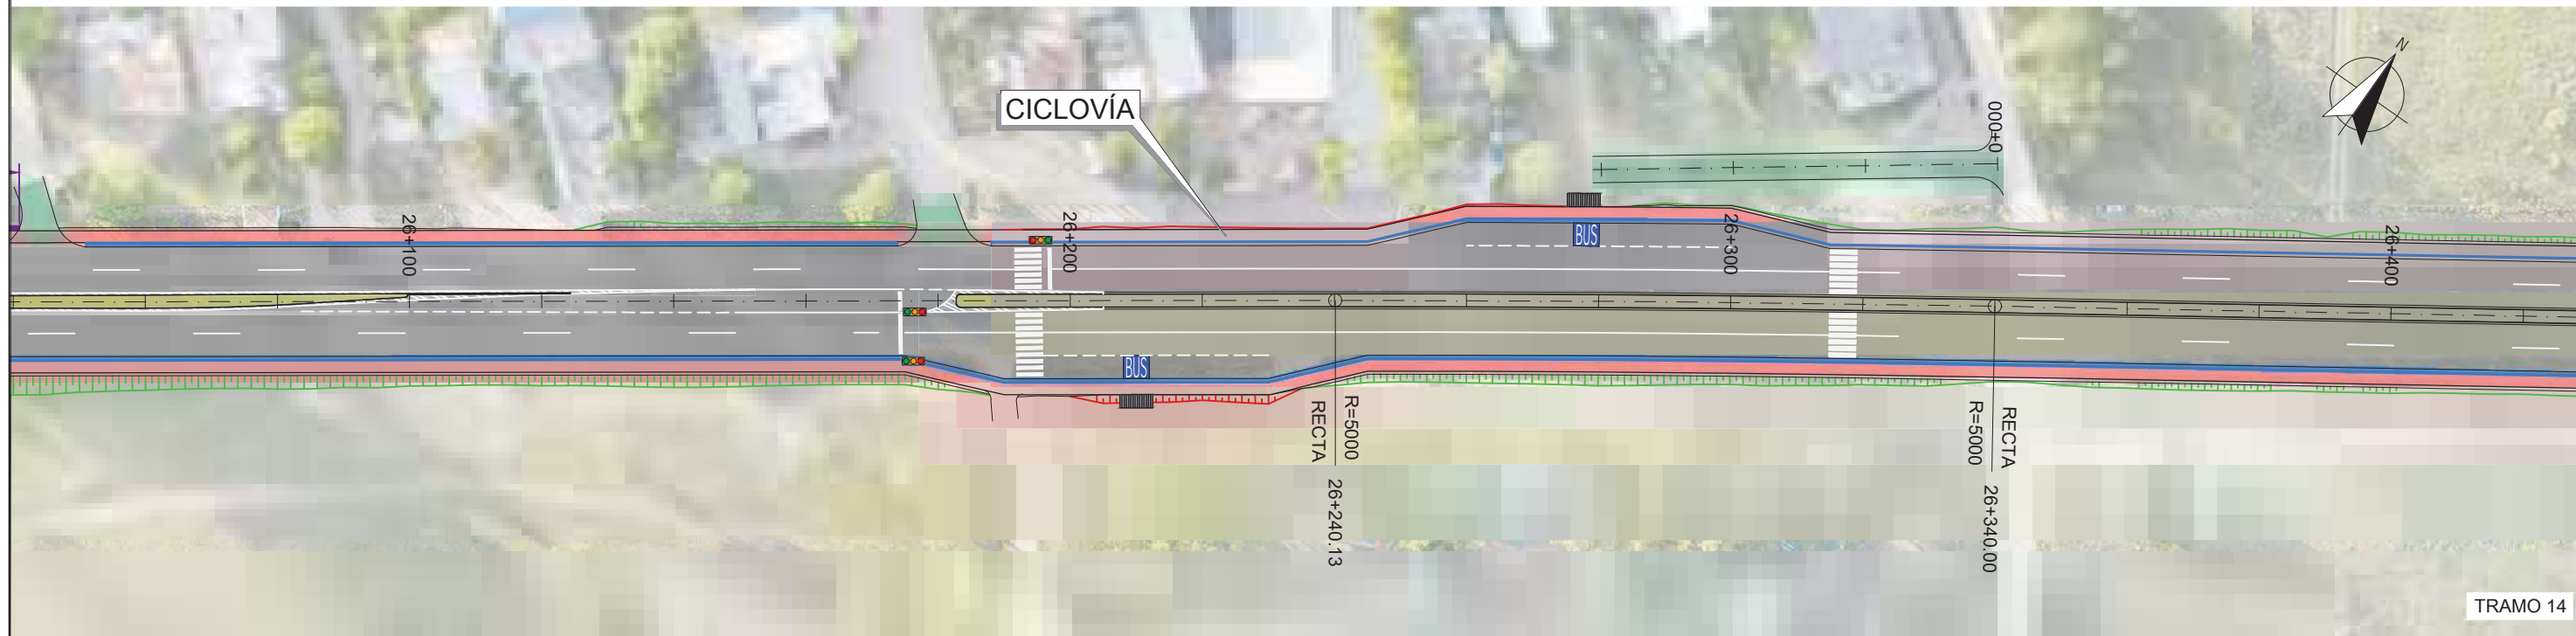 N
CICLOVÍA
0+000
26+100
26+200
BUS
26+300
26+400
BUS
R=5000
RECTA
26+240.13
RECTA
R=5000
26+340.00
TRAMO 14